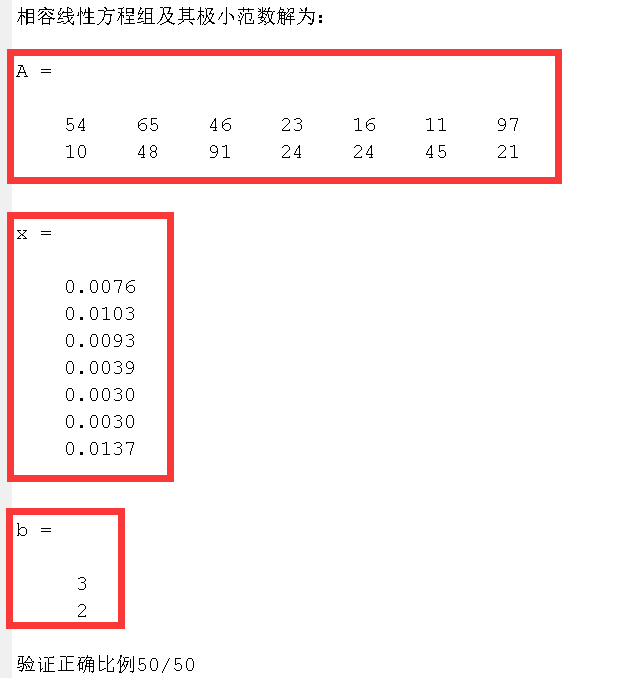 相容线性方程组及其极小范数解为:
A =
54 65 46 23 16 11 97
10 48 91 24 24 45 21
x =
0.0076
0.0103
0.0093
0.0039
0.0030
0.0030
0.0137
b =
3
2
验证正确比例50/50